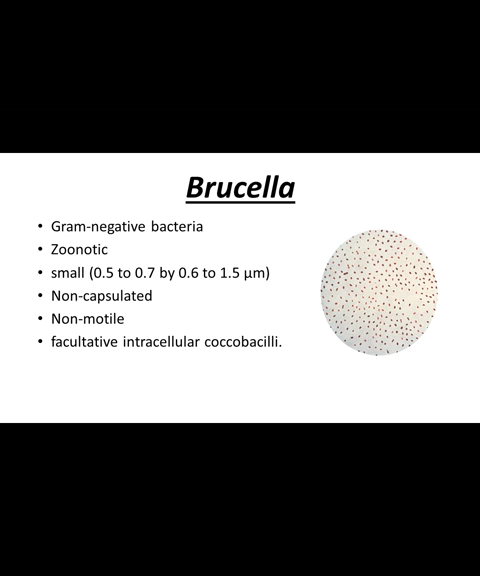 Brucella
• Gram-negative bacteria
• Zoonotic
• small (0.5 to 0.7 by 0.6 to 1.5 µm)
• Non-capsulated
• Non-motile
• facultative intracellular coccobacilli.